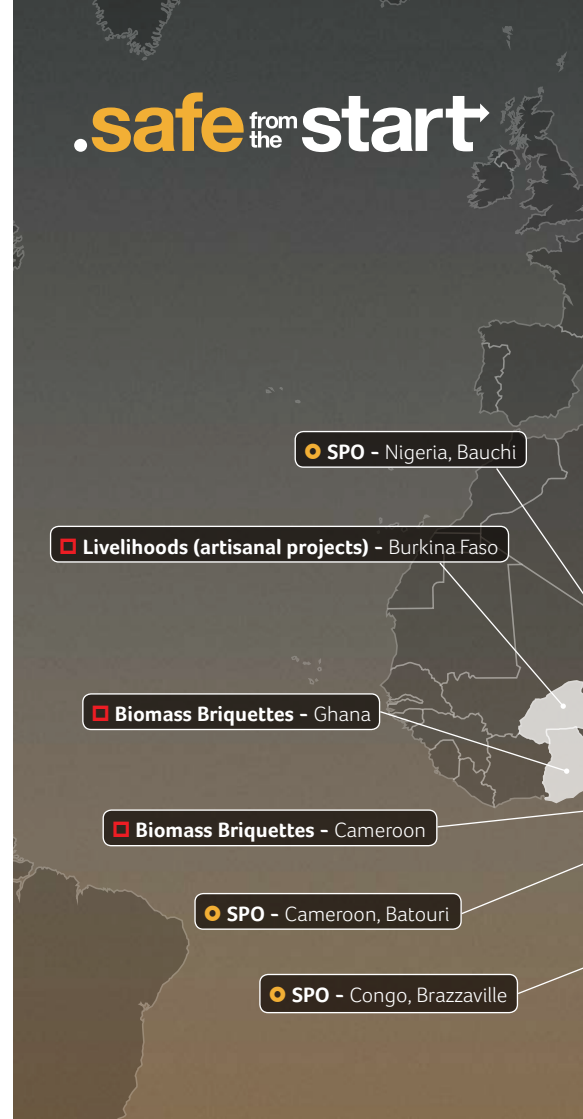 .safe from the start
SPO - Nigeria, Bauchi
Livelihoods (artisanal projects) - Burkina Faso
Biomass Briquettes - Ghana
Biomass Briquettes - Cameroon
SPO - Cameroon, Batouri
SPO - Congo, Brazzaville